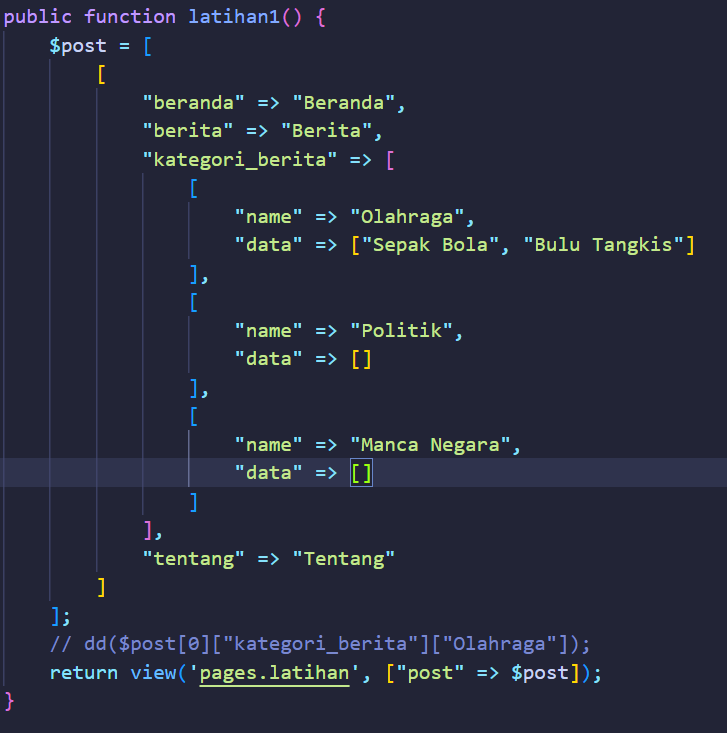 public function latihan1() {
    $post = [
        [
            "beranda" => "Beranda",
            "berita" => "Berita",
            "kategori_berita" => [
                [
                    "name" => "Olahraga",
                    "data" => ["Sepak Bola", "Bulu Tangkis"]
                ],
                [
                    "name" => "Politik",
                    "data" => []
                ],
                [
                    "name" => "Manca Negara",
                    "data" => []
                ]
            ],
            "tentang" => "Tentang"
        ]
    ];
    // dd($post[0]["kategori_berita"]["Olahraga"]);
    return view('pages.latihan', ["post" => $post]);
}